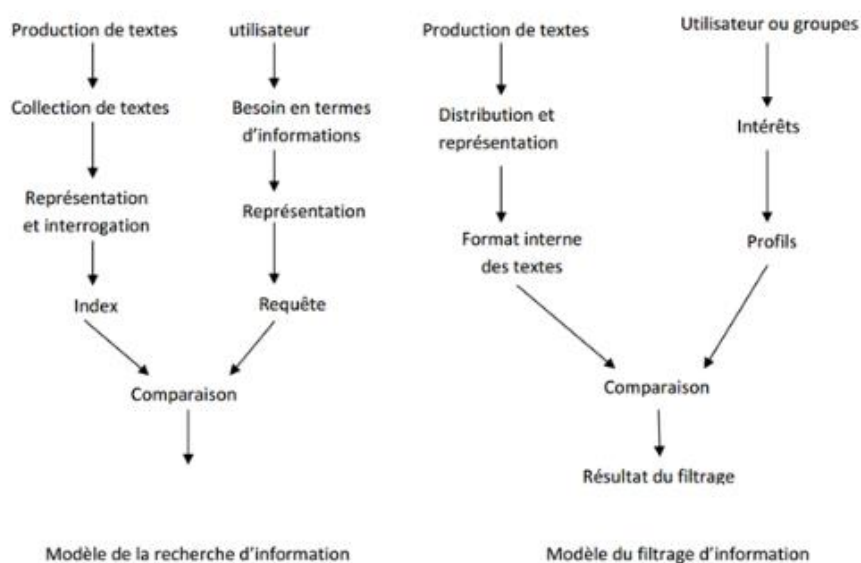 Production de textes
utilisateur
Collection de textes
Besoin en termes
d'informations
Représentation
et interrogation
Représentation
Index
Requête
Comparaison
Modèle de la recherche d'information
Production de textes
Utilisateur ou groupes
Distribution et
représentation
Intérêts
Format interne
des textes
Profils
Comparaison
Résultat du filtrage
Modèle du filtrage d'information